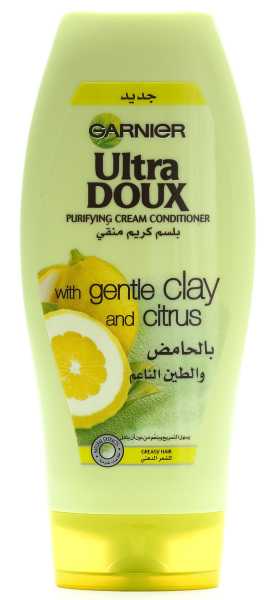 جديد
GARNIER
Ultra
DOUX
PURIFYING CREAM CONDITIONER
بلسم كريم منقي
with gentle clay
and citrus
بالحامض
والطين الناعم
GREASY HAIR
للشعر الدهني